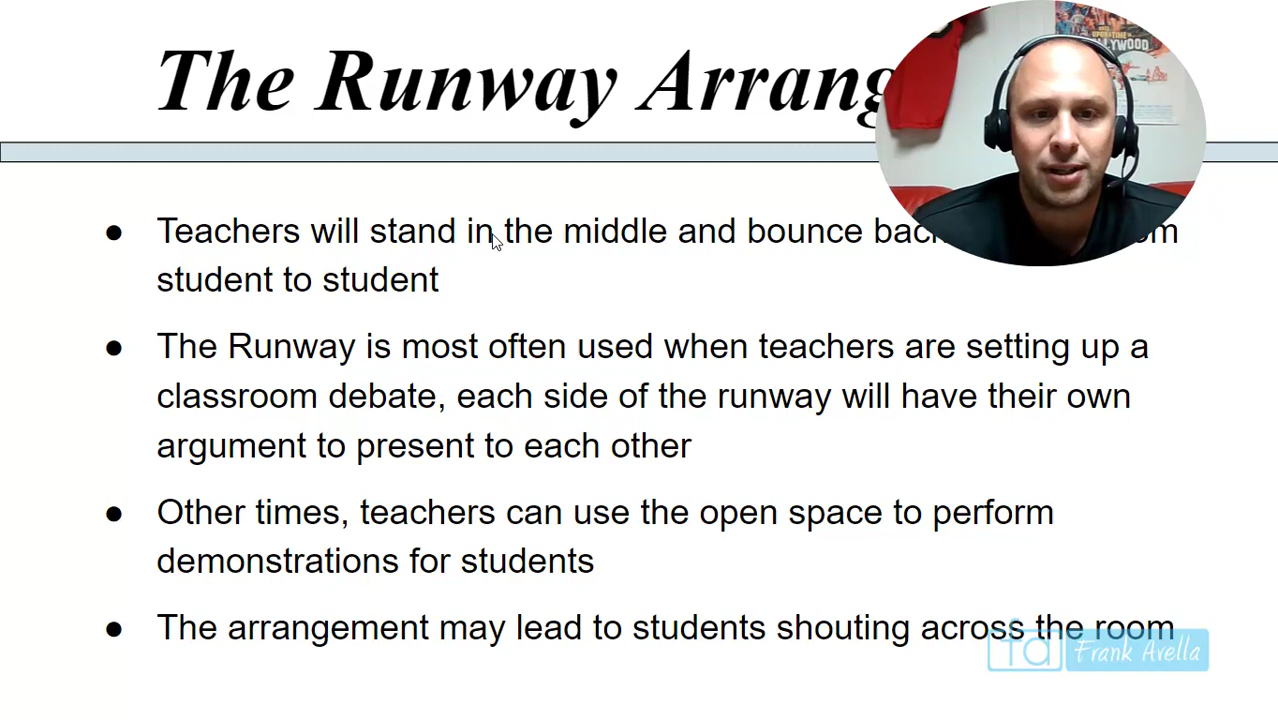 The Runway Arrang
Teachers will stand in the middle and bounce
student to student
The Runway is most often used when teachers are setting up a
classroom debate, each side of the runway will have their own
argument to present to each other
Other times, teachers can use the open space to perform
demonstrations for students
The arrangement may lead to students shouting across the room
fa Frank Avella